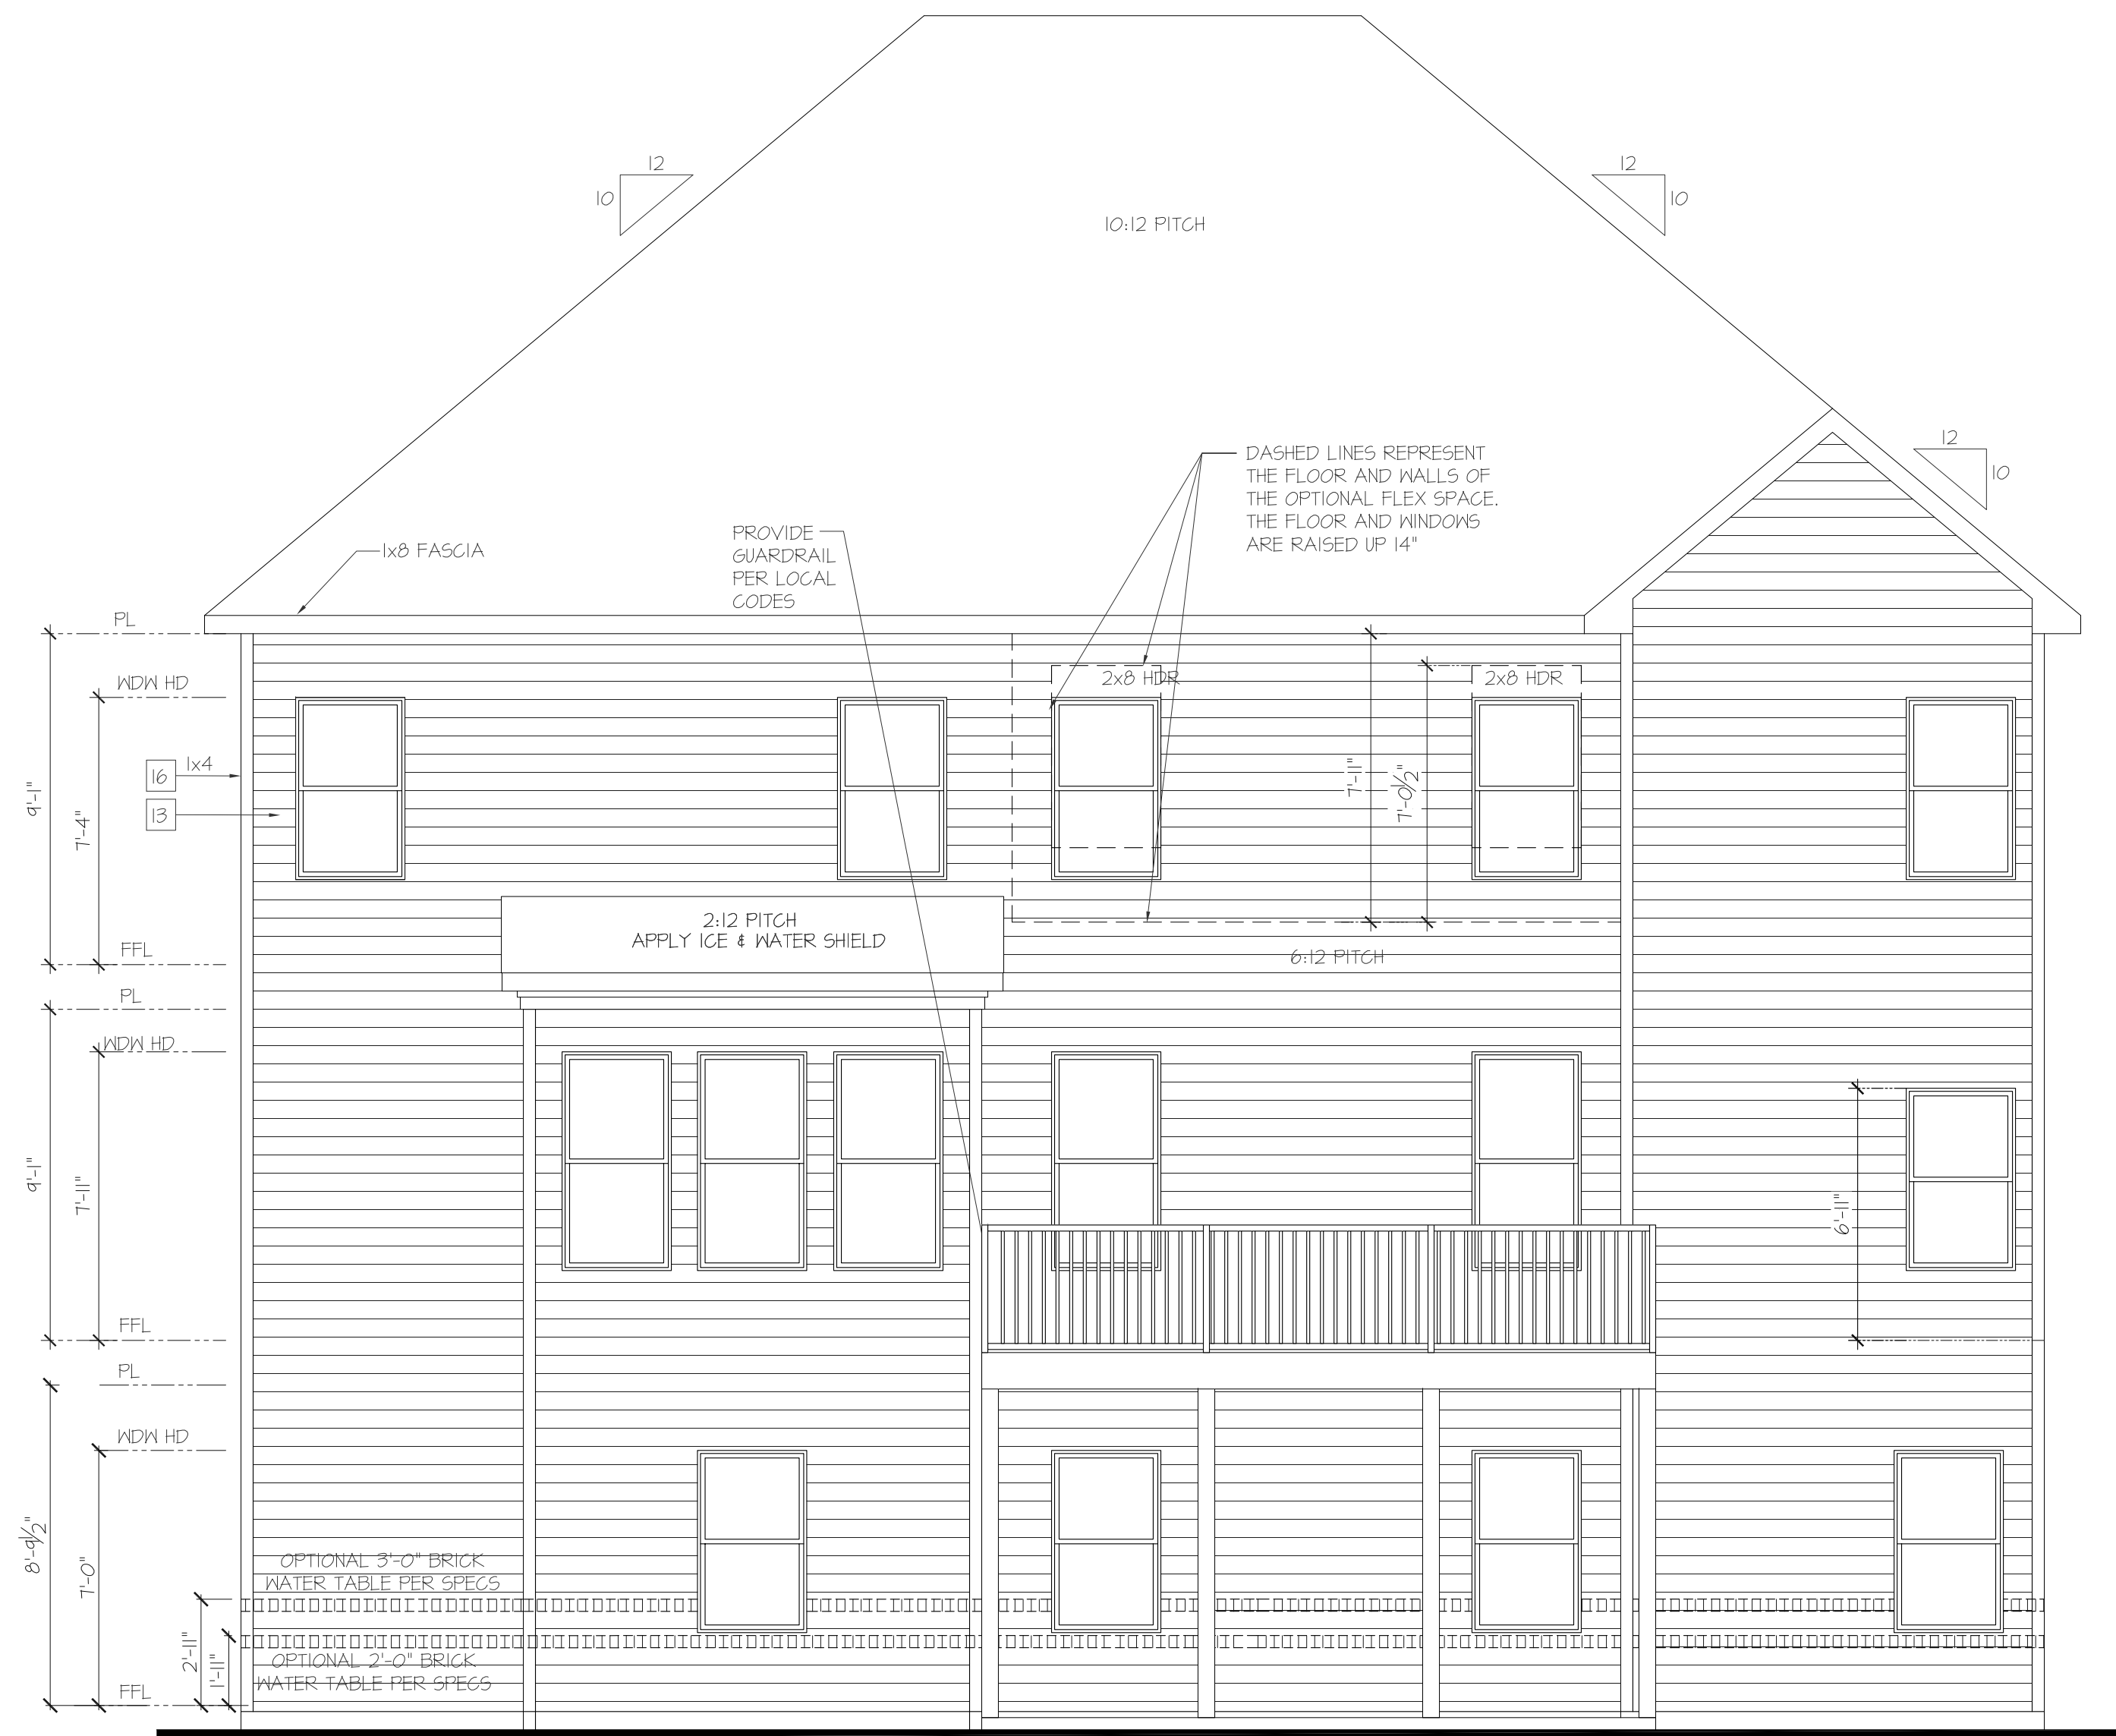 12
10
12
10
10:12 PITCH
12
10
DASHED LINES REPRESENT
THE FLOOR AND WALLS OF
THE OPTIONAL FLEX SPACE.
THE FLOOR AND WINDOWS
ARE RAISED UP 14"
PROVIDE
GUARDRAIL
PER LOCAL
CODES
1x8 FASCIA
PL
WDW HD
2x8 HDR
2x8 HDR
16
1x4
13
9'-1"
7'-4"
7'-11"
7'-0½"
2:12 PITCH
APPLY ICE & WATER SHIELD
6:12 PITCH
FFL
PL
WDW HD
9'-1"
7'-11"
6'-11"
FFL
PL
WDW HD
8'-9½"
7'-0"
OPTIONAL 3'-0" BRICK
WATER TABLE PER SPECS
2'-11"
1'-11"
OPTIONAL 2'-0" BRICK
WATER TABLE PER SPECS
FFL